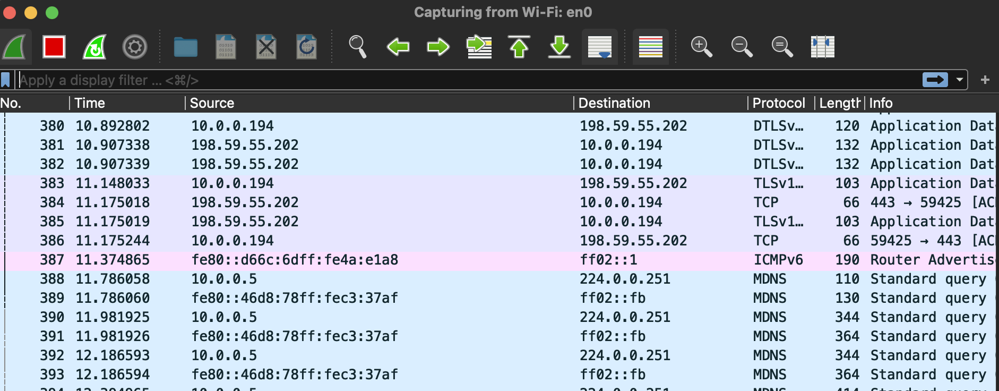 Capturing from Wi-Fi: en0
Apply a display filter ... <⌘/>
No. Time Source Destination Protocol Length Info
380 10.892802 10.0.0.194 198.59.55.202 DTLSv… 120 Application Dat
381 10.907338 198.59.55.202 10.0.0.194 DTLSv… 132 Application Dat
382 10.907339 198.59.55.202 10.0.0.194 DTLSv… 132 Application Dat
383 11.148033 10.0.0.194 198.59.55.202 TLSv1… 103 Application Dat
384 11.175018 198.59.55.202 10.0.0.194 TCP 66 443 → 59425 [AC
385 11.175019 198.59.55.202 10.0.0.194 TLSv1… 103 Application Dat
386 11.175244 10.0.0.194 198.59.55.202 TCP 66 59425 → 443 [AC
387 11.374865 fe80::d66c:6dff:fe4a:e1a8 ff02::1 ICMPv6 190 Router Advertis
388 11.786058 10.0.0.5 224.0.0.251 MDNS 110 Standard query
389 11.786060 fe80::46d8:78ff:fec3:37af ff02::fb MDNS 130 Standard query
390 11.981925 10.0.0.5 224.0.0.251 MDNS 344 Standard query
391 11.981926 fe80::46d8:78ff:fec3:37af ff02::fb MDNS 364 Standard query
392 12.186593 10.0.0.5 224.0.0.251 MDNS 344 Standard query
393 12.186594 fe80::46d8:78ff:fec3:37af ff02::fb MDNS 364 Standard query